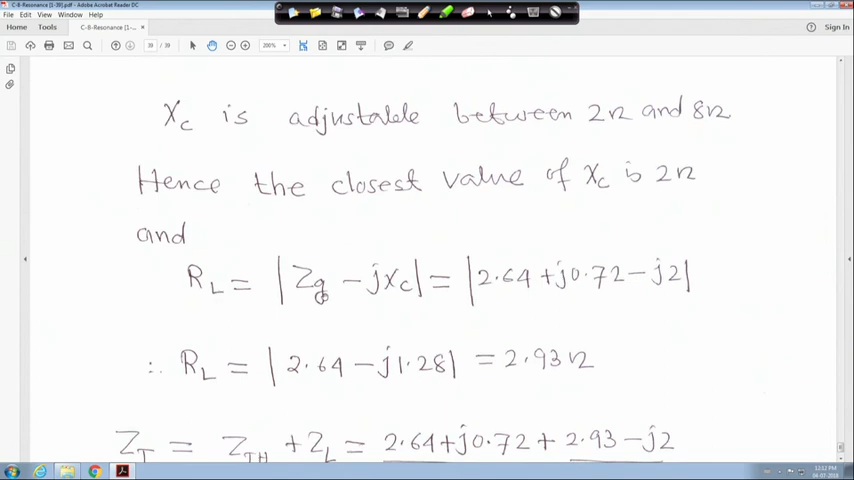 C-B-Resonance [1-39].pdf - Adobe Acrobat Reader DC
File Edit View Window Help
Home Tools C-B-Resonance [1-... × Sign In
39 / 39 200%
Xc is adjustable between 2Ω and 8Ω
Hence the closest value of Xc is 2Ω
and
RL = |Zg - jXc| = |2.64 + j0.72 - j2|
∴ RL = |2.64 - j1.28| = 2.93Ω
ZT = ZTH + ZL = 2.64 + j0.72 + 2.93 - j2
12:12 PM